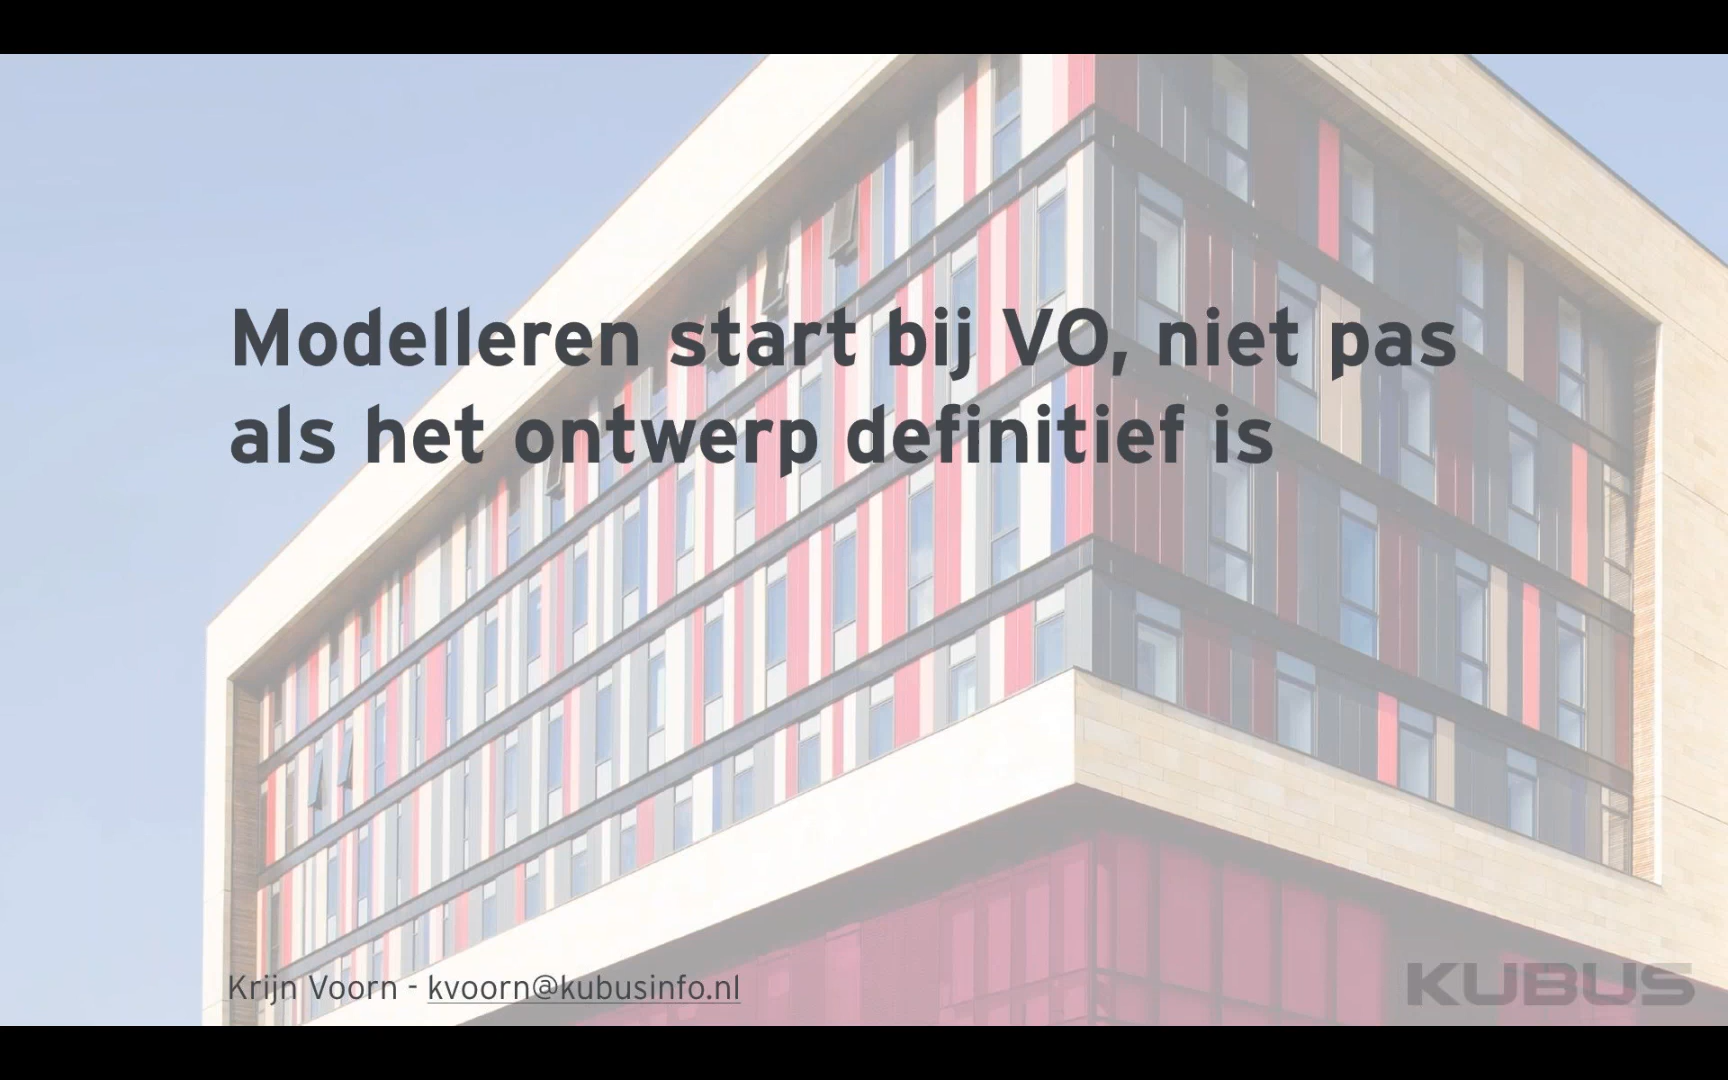 Modelleren start bij VO, niet pas
als het ontwerp definitief is
Krijn Voorn - kvoorn@kubusinfo.nl
KUBUS